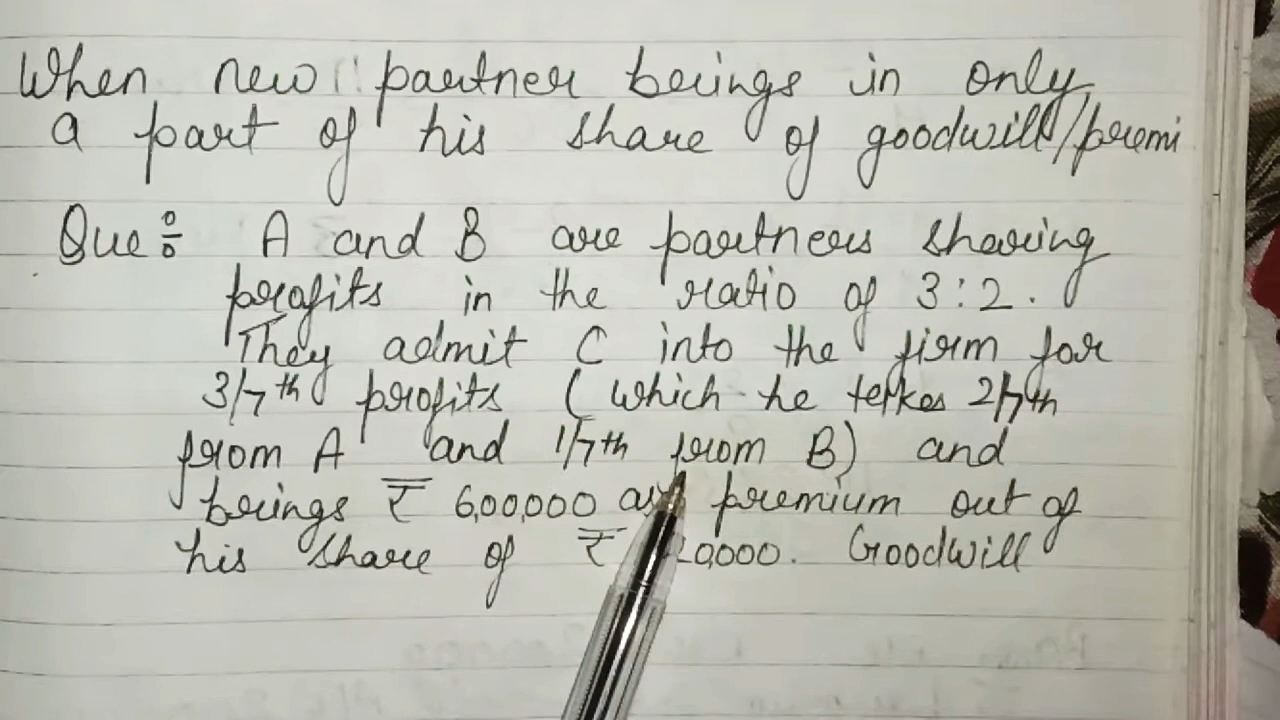 When new partner brings in only
a part of his share of goodwill/premi
Que: A and B are partners sharing
profits in the ratio of 3:2.
They admit C into the firm for
3/7th profits (which he takes 2/7th
from A and 1/7th from B) and
brings ₹ 6,00,000 as premium out of
his share of ₹ 0,000. Goodwill